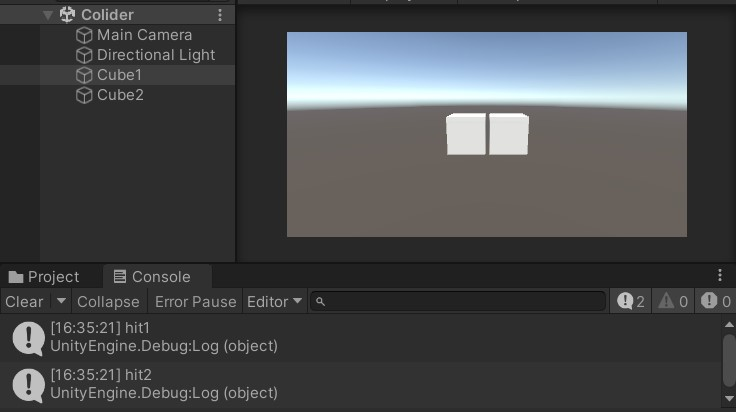 Colider
Main Camera
Directional Light
Cube1
Cube2
Project
Console
Clear
Collapse
Error Pause
Editor
2
0
0
[16:35:21] hit1
UnityEngine.Debug:Log (object)
[16:35:21] hit2
UnityEngine.Debug:Log (object)